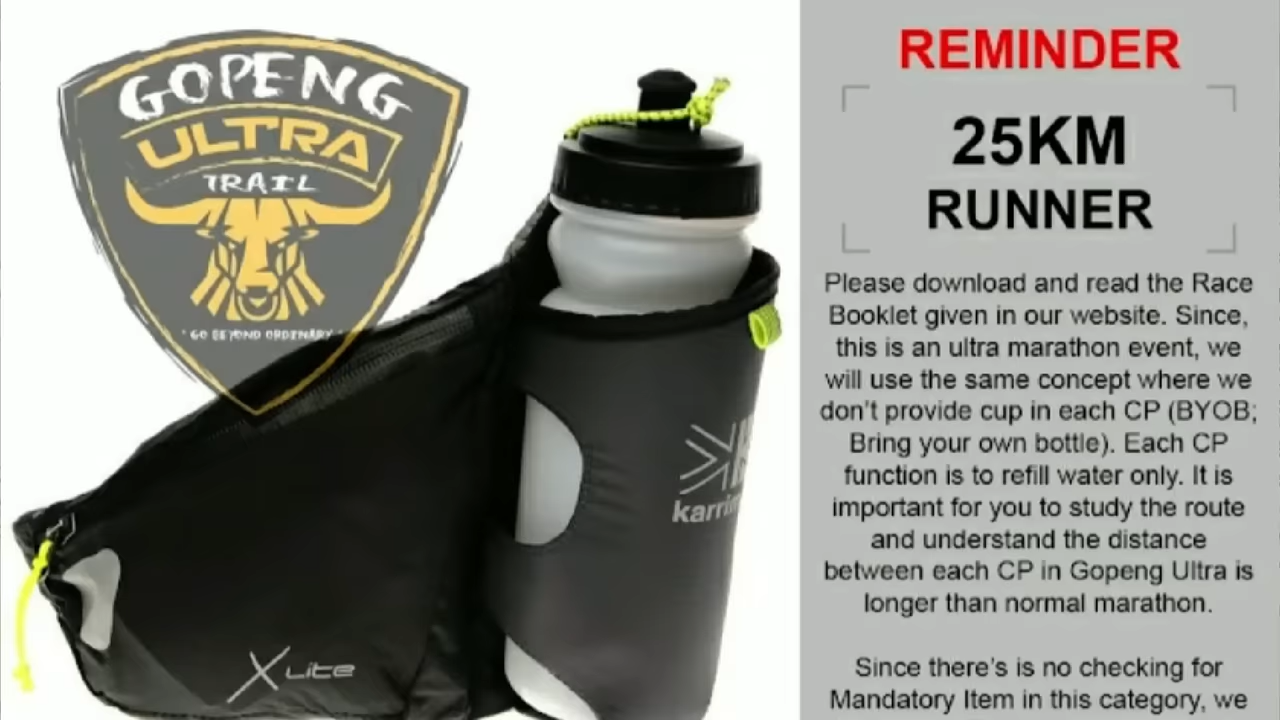 GOPENG
ULTRA
TRAIL
" GO BEYOND ORDINARY "
X Lite
REMINDER
25KM
RUNNER
Please download and read the Race
Booklet given in our website. Since,
this is an ultra marathon event, we
will use the same concept where we
don't provide cup in each CP (BYOB;
Bring your own bottle). Each CP
function is to refill water only. It is
important for you to study the route
and understand the distance
between each CP in Gopeng Ultra is
longer than normal marathon.
Since there's is no checking for
Mandatory Item in this category, we